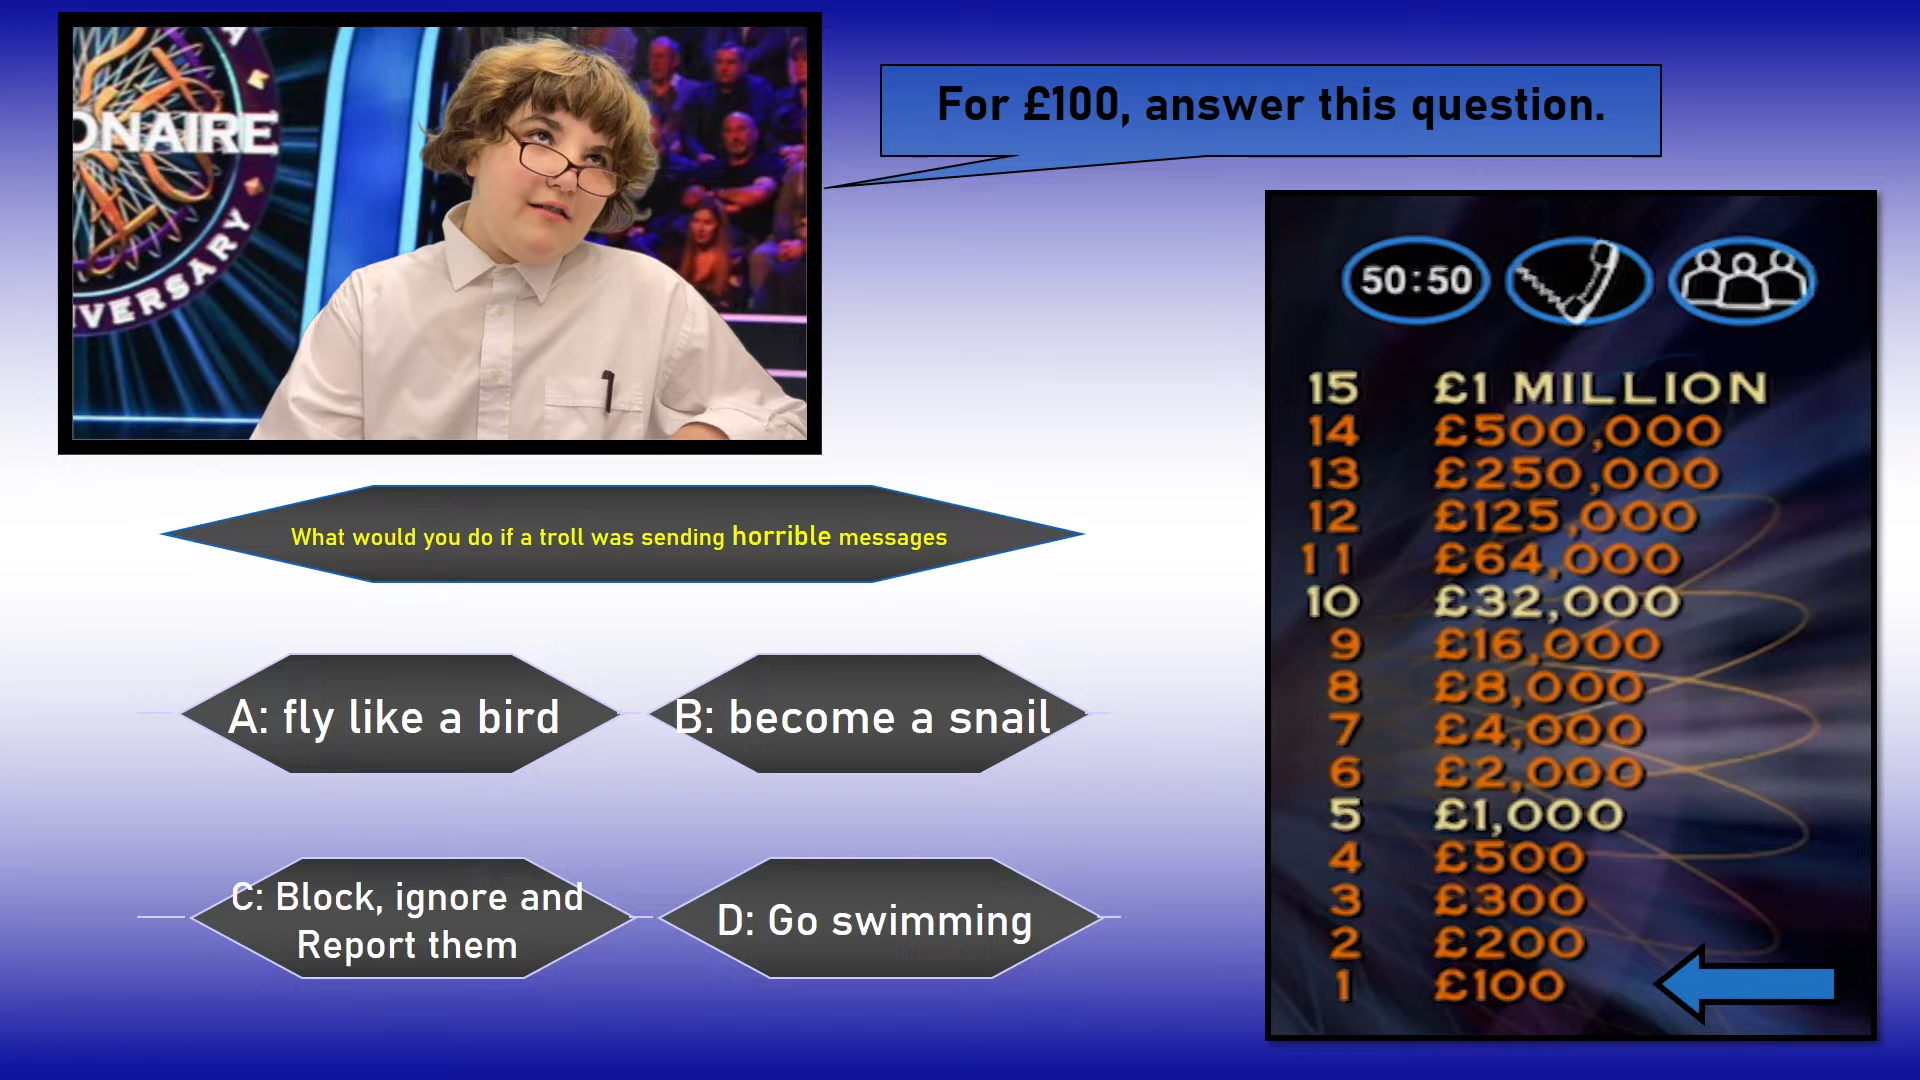 ONAIRE
VERSARY
For £100, answer this question.
50:50
15 £1 MILLION
14 £500,000
13 £250,000
12 £125,000
11 £64,000
10 £32,000
9 £16,000
8 £8,000
7 £4,000
6 £2,000
5 £1,000
4 £500
3 £300
2 £200
1 £100
What would you do if a troll was sending horrible messages
A: fly like a bird
B: become a snail
C: Block, ignore and
Report them
D: Go swimming